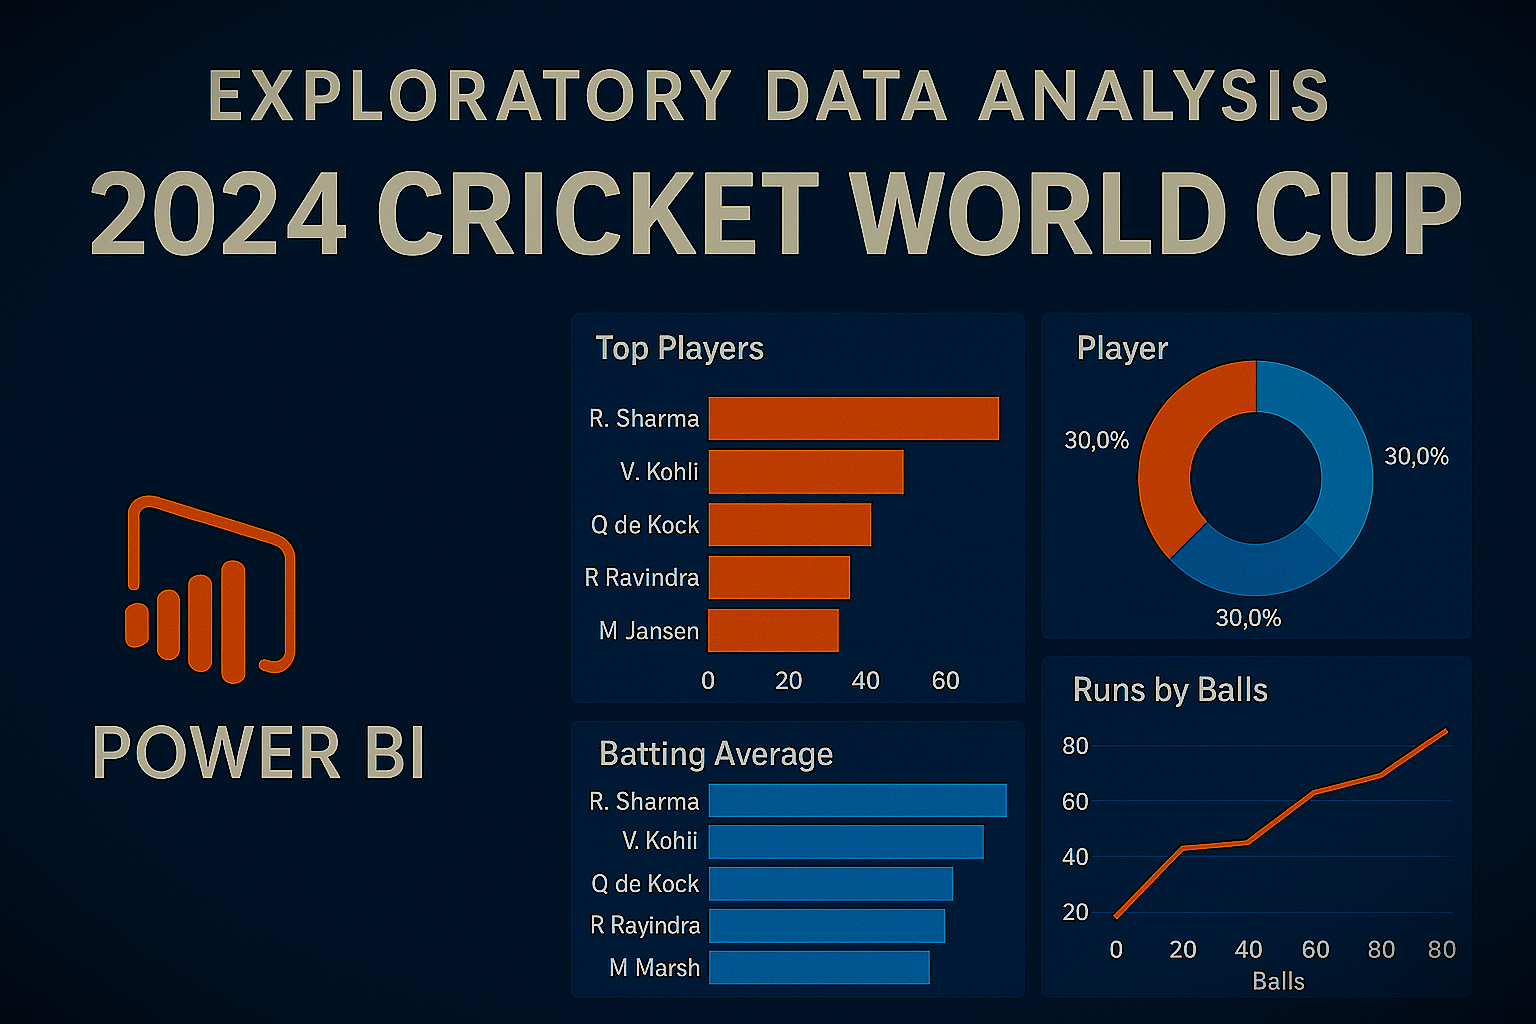 EXPLORATORY DATA ANALYSIS
2024 CRICKET WORLD CUP
POWER BI
Top Players
R. Sharma
V. Kohli
Q de Kock
R Ravindra
M Jansen
0 20 40 60
Batting Average
R. Sharma
V. Kohii
Q de Kock
R Rayindra
M Marsh
Player
30,0%
30,0%
30,0%
Runs by Balls
80
60
40
20
0 20 40 60 80 80
Balls